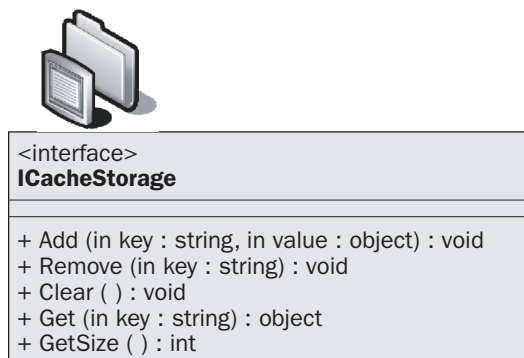 <interface>
ICacheStorage
+ Add (in key : string, in value : object) : void
+ Remove (in key : string) : void
+ Clear ( ) : void
+ Get (in key : string) : object
+ GetSize ( ) : int